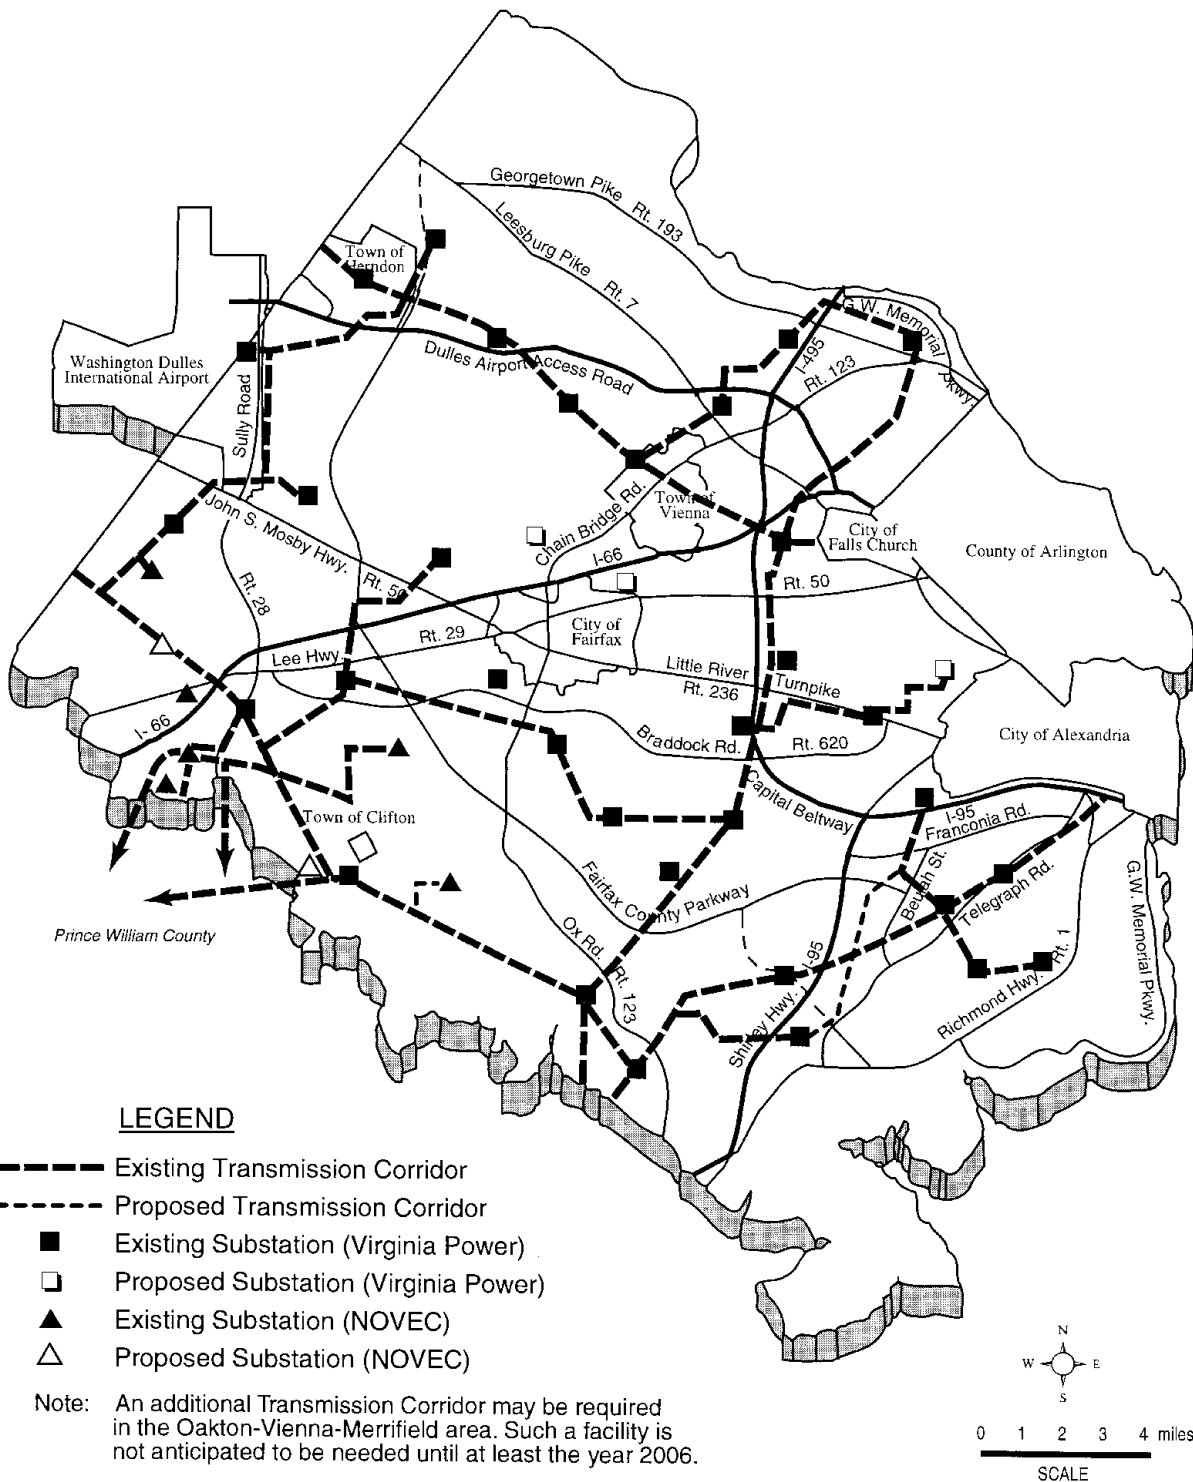 Georgetown Pike Rt. 193
Leesburg Pike Rt. 7
Town of
Herndon
G.W. Memorial Pkwy.
Washington Dulles
International Airport
Dulles Airport Access Road
I-495
Rt. 123
Sully Road
John S. Mosby Hwy. Rt. 50
Chain Bridge Rd.
Town of
Vienna
City of
Falls Church
County of Arlington
I-66
Rt. 50
Rt. 28
City of
Fairfax
Rt. 29
Lee Hwy.
Little River Turnpike
Rt. 236
I-66
Braddock Rd.
Rt. 620
City of Alexandria
Capital Beltway
Town of Clifton
I-95
Franconia Rd.
Beulah St.
Telegraph Rd.
Fairfax County Parkway
Ox Rd. Rt. 123
Prince William County
Shirley Hwy. I-95
Richmond Hwy. Rt. 1
G.W. Memorial Pkwy.
LEGEND
Existing Transmission Corridor
Proposed Transmission Corridor
Existing Substation (Virginia Power)
Proposed Substation (Virginia Power)
Existing Substation (NOVEC)
Proposed Substation (NOVEC)
Note: An additional Transmission Corridor may be required
in the Oakton-Vienna-Merrifield area. Such a facility is
not anticipated to be needed until at least the year 2006.
N
W E
S
0 1 2 3 4 miles
SCALE